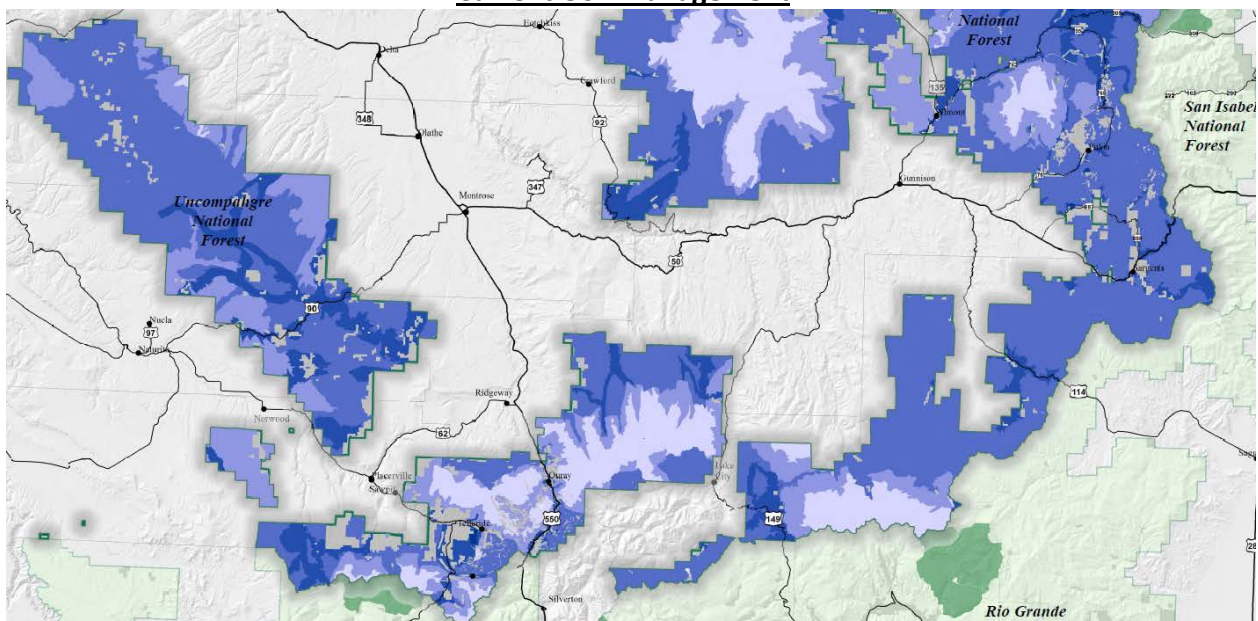 Hotchkiss
National
Forest
Delta
Crawford
135
San Isabel
National
Forest
348
Olathe
92
Almont
Pitkin
347
Gunnison
Montrose
Uncompahgre
National
Forest
50
Sargents
90
Nucla
97
Naturita
Ridgeway
114
Norwood
62
Placerville
Sawpit
Ouray
Lake
City
Telluride
550
149
285
Silverton
Rio Grande